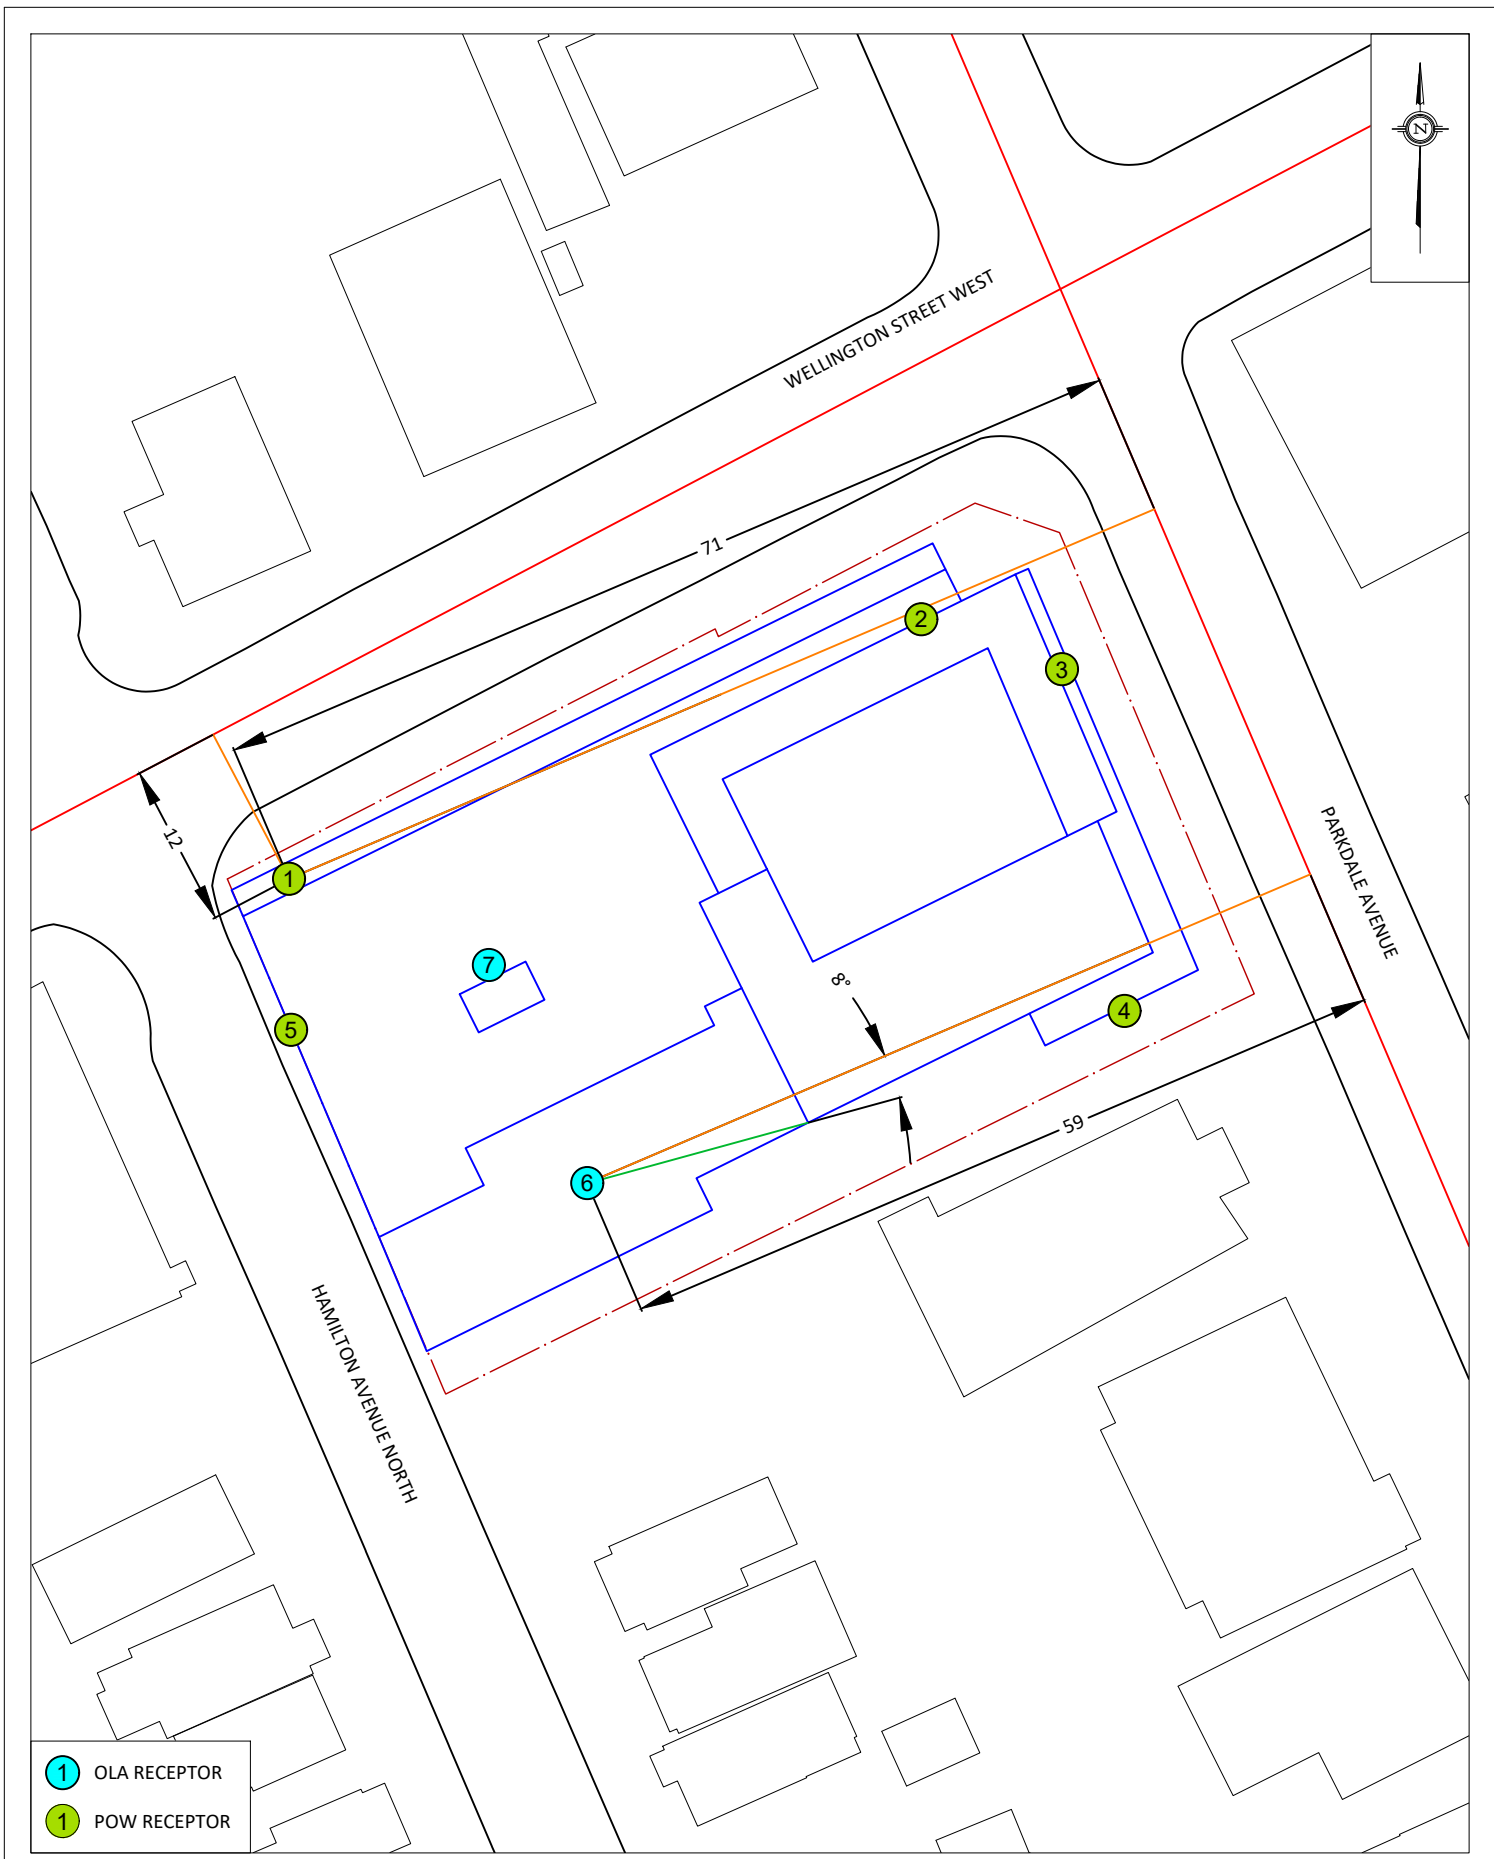 N
WELLINGTON STREET WEST
71
2
3
12
1
PARKDALE AVENUE
7
8°
5
4
59
6
HAMILTON AVENUE NORTH
1 OLA RECEPTOR
1 POW RECEPTOR